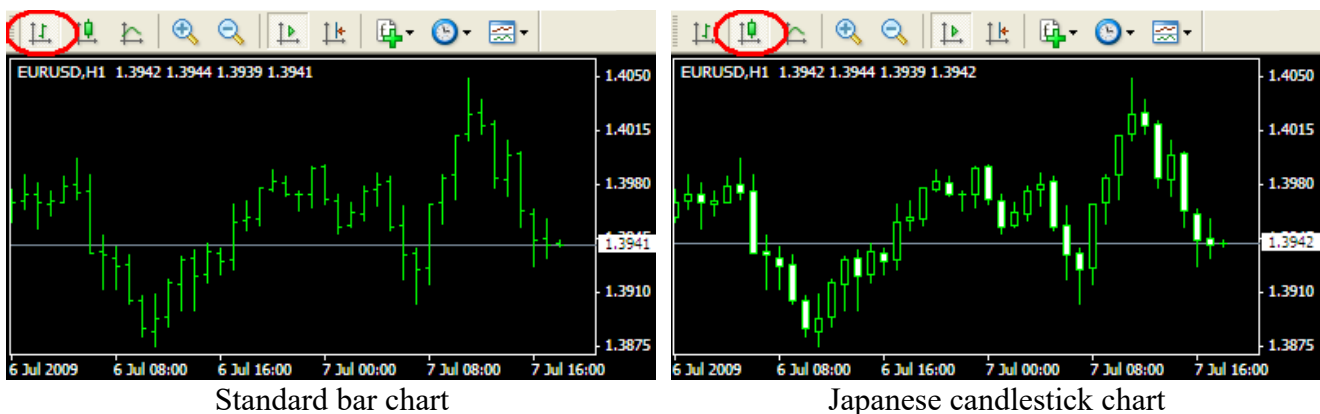 EURUSD,H1 1.3942 1.3944 1.3939 1.3941
1.4050
1.4015
1.3980
1.3941
1.3910
1.3875
6 Jul 2009 6 Jul 08:00 6 Jul 16:00 7 Jul 00:00 7 Jul 08:00 7 Jul 16:00
Standard bar chart
EURUSD,H1 1.3942 1.3944 1.3939 1.3942
1.4050
1.4015
1.3980
1.3942
1.3910
1.3875
6 Jul 2009 6 Jul 08:00 6 Jul 16:00 7 Jul 00:00 7 Jul 08:00 7 Jul 16:00
Japanese candlestick chart